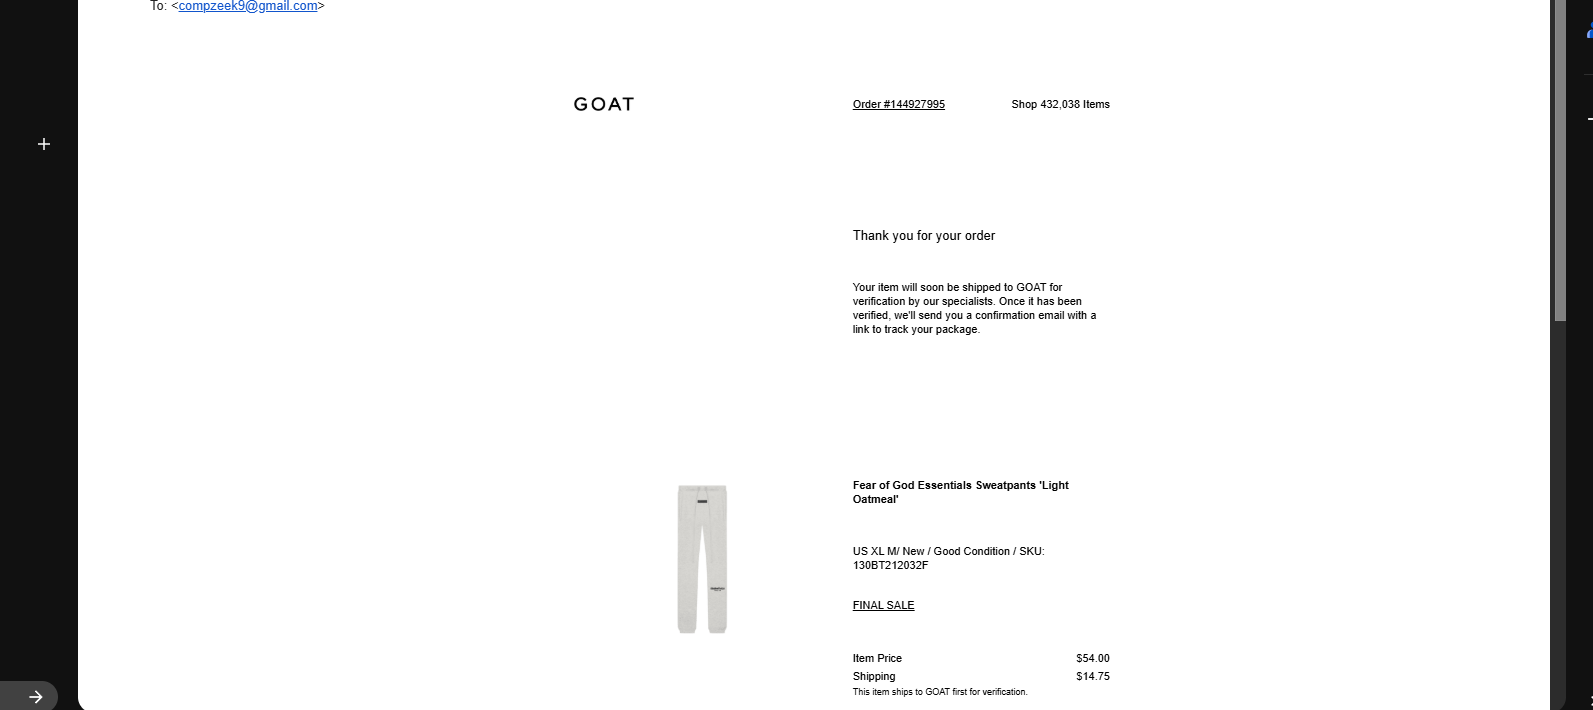 To: <compzeek9@gmail.com>
GOAT
Order #144927995
Shop 432,038 Items
Thank you for your order
Your item will soon be shipped to GOAT for
verification by our specialists. Once it has been
verified, we'll send you a confirmation email with a
link to track your package.
Fear of God Essentials Sweatpants 'Light
Oatmeal'
US XL M/ New / Good Condition / SKU:
130BT212032F
FINAL SALE
Item Price $54.00
Shipping $14.75
This item ships to GOAT first for verification.